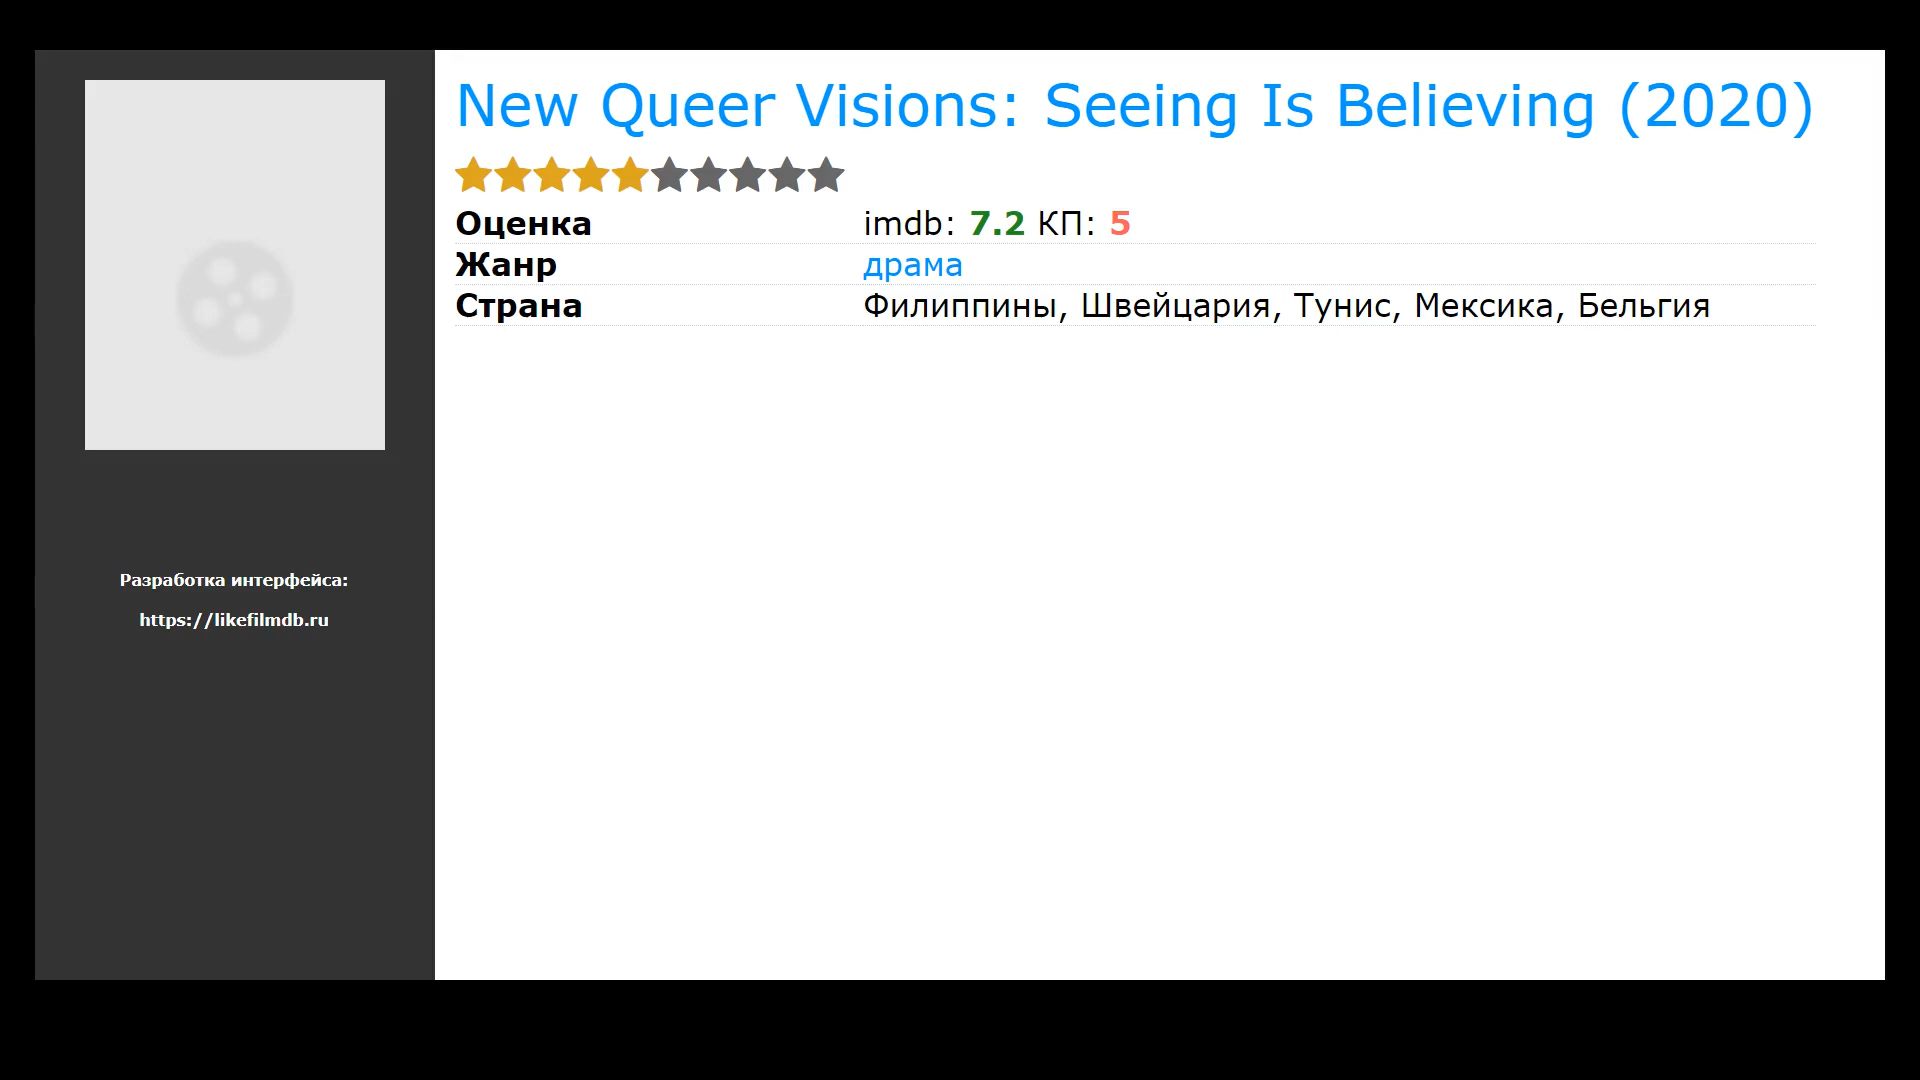 New Queer Visions: Seeing Is Believing (2020)
Оценка imdb: 7.2 КП: 5
Жанр драма
Страна Филиппины, Швейцария, Тунис, Мексика, Бельгия
Разработка интерфейса:
https://likefilmdb.ru